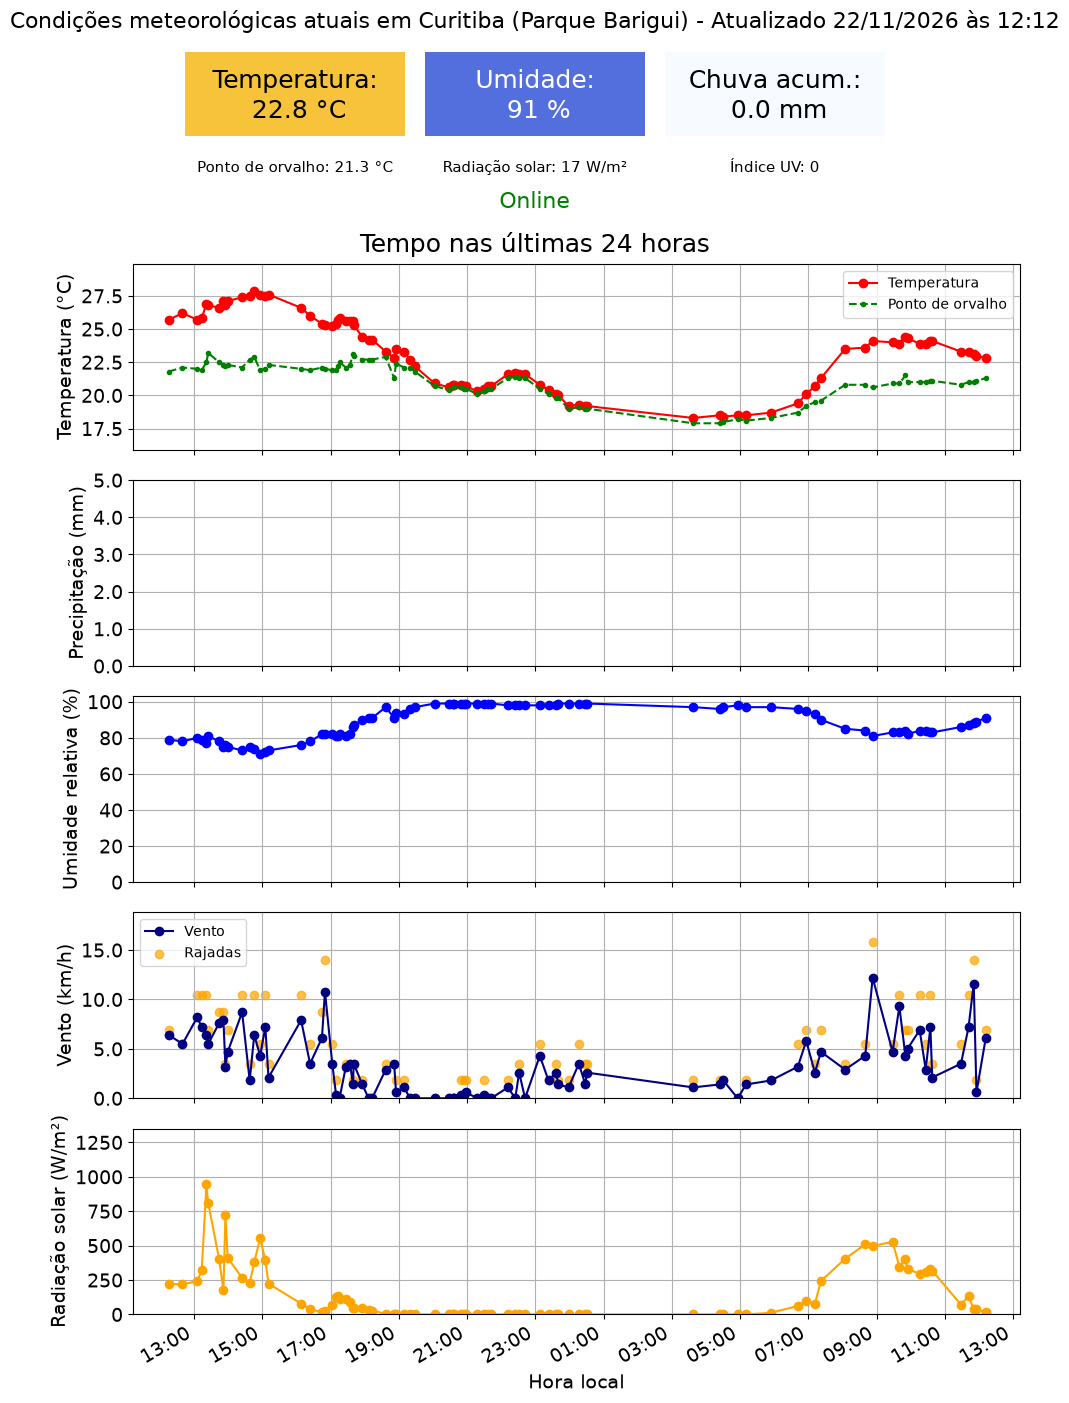 Condições meteorológicas atuais em Curitiba (Parque Barigui) - Atualizado 22/11/2026 às 12:12
Temperatura:
22.8 °C
Umidade:
91 %
Chuva acum.:
0.0 mm
Ponto de orvalho: 21.3 °C
Radiação solar: 17 W/m²
Índice UV: 0
Online
Tempo nas últimas 24 horas
Temperatura (°C)
27.5
25.0
22.5
20.0
17.5
Temperatura
Ponto de orvalho
Precipitação (mm)
5.0
4.0
3.0
2.0
1.0
0.0
Umidade relativa (%)
100
80
60
40
20
0
Vento (km/h)
15.0
10.0
5.0
0.0
Vento
Rajadas
Radiação solar (W/m²)
1250
1000
750
500
250
0
13:00
15:00
17:00
19:00
21:00
23:00
01:00
03:00
05:00
07:00
09:00
11:00
13:00
Hora local